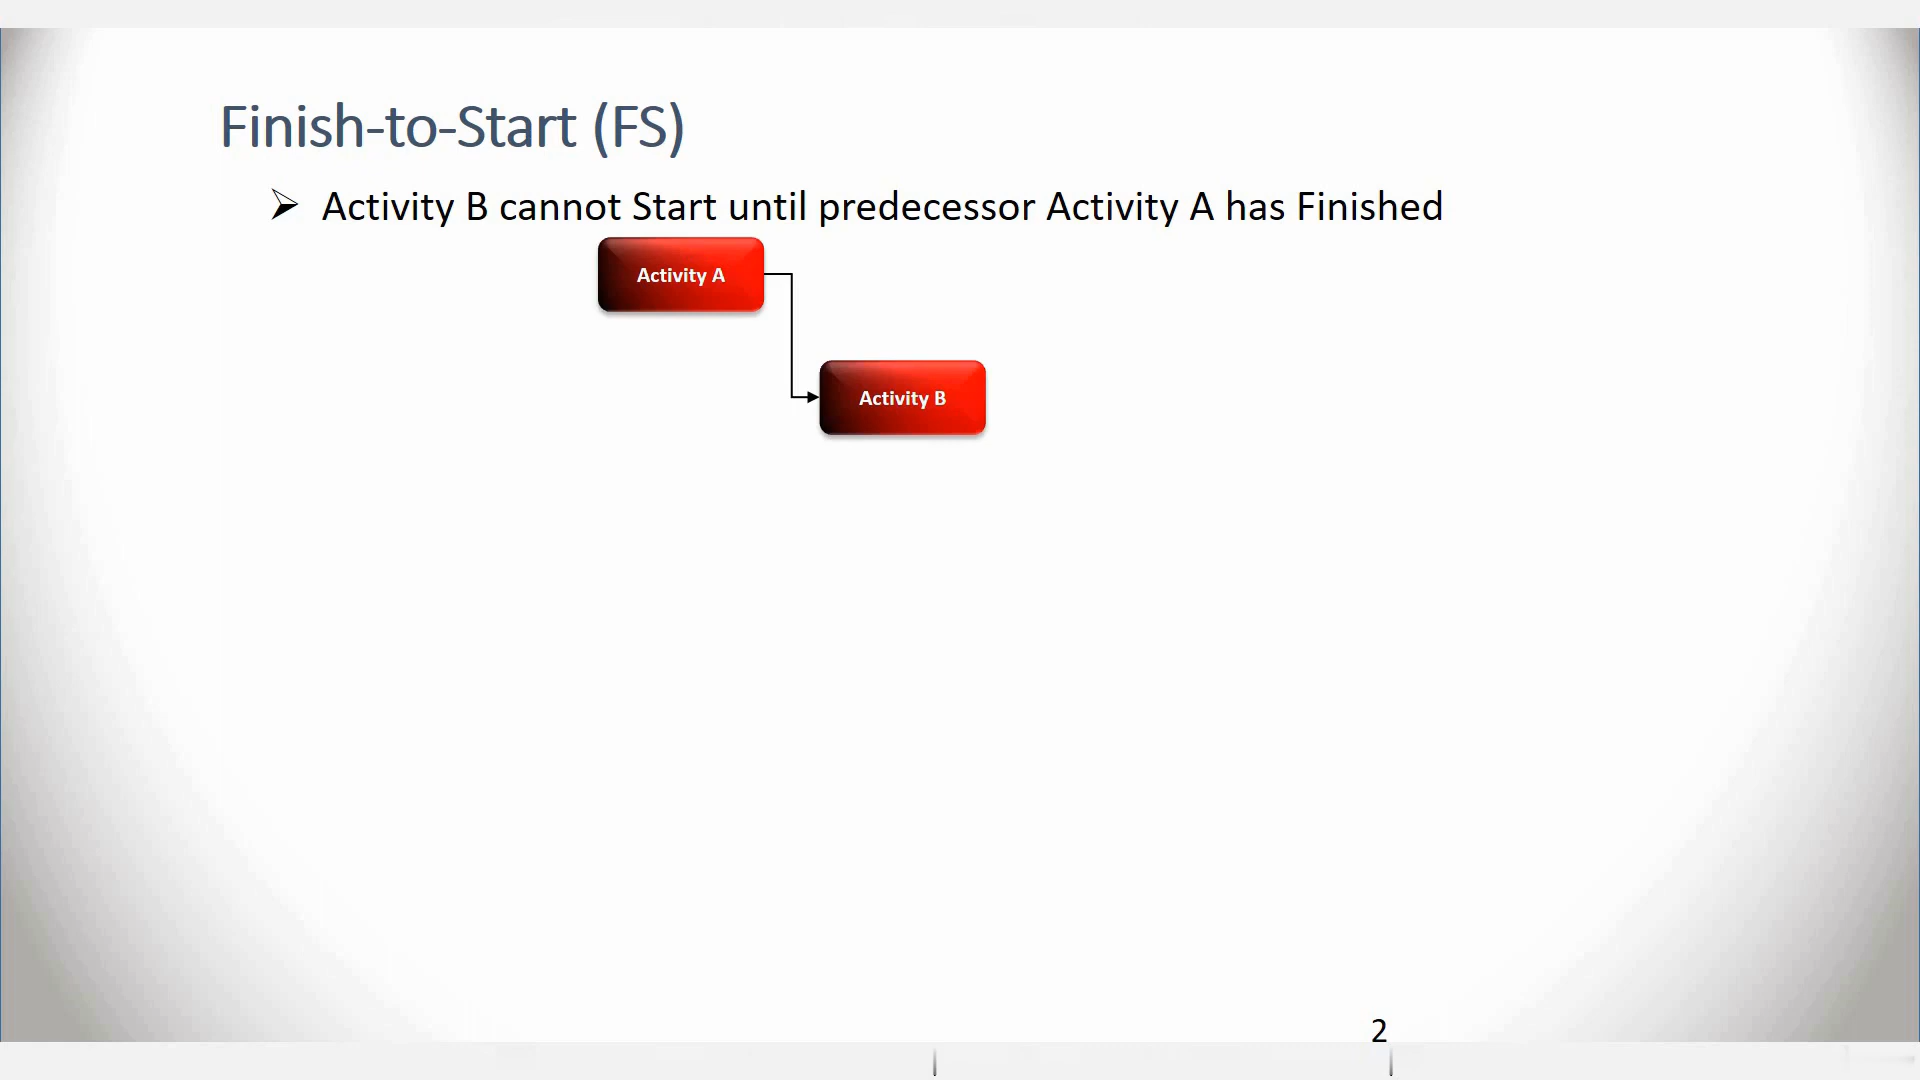 Finish-to-Start (FS)
Activity B cannot Start until predecessor Activity A has Finished
Activity A
Activity B
2